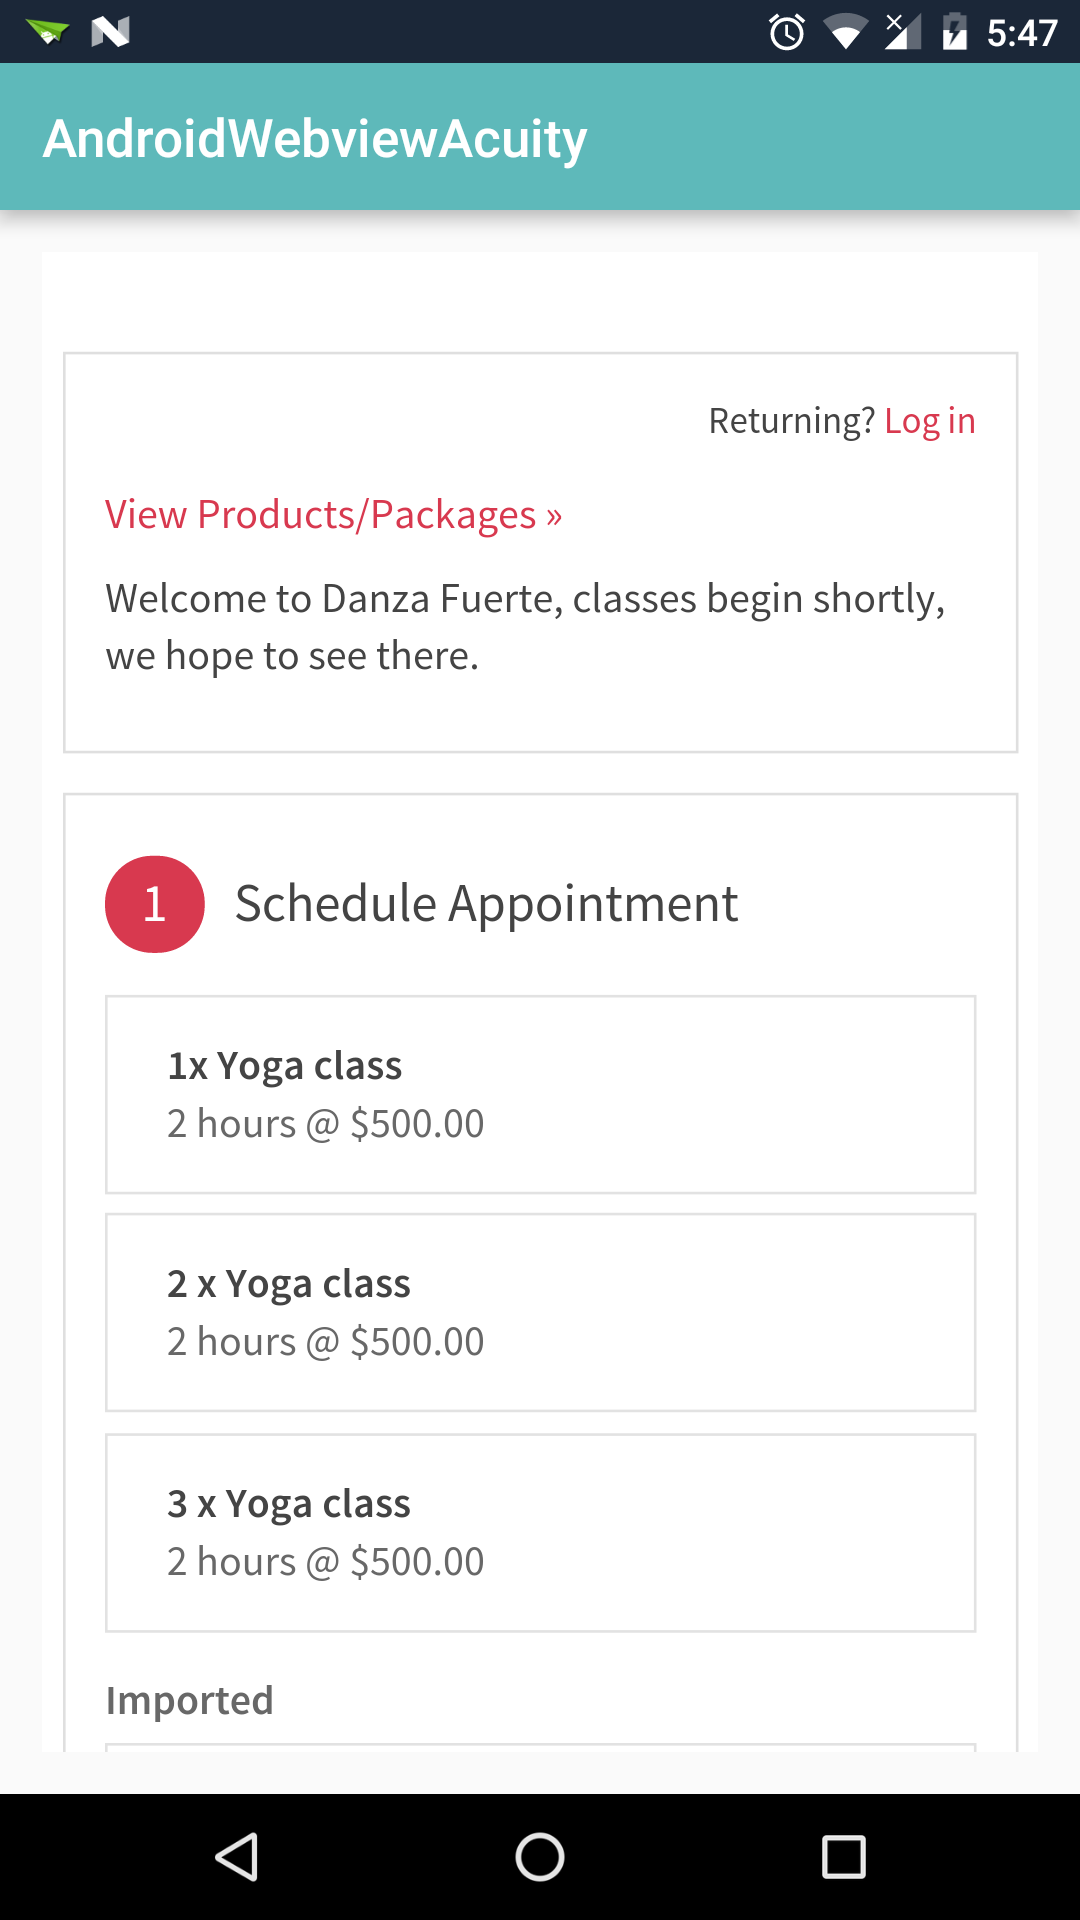 5:47
AndroidWebviewAcuity
Returning? Log in
View Products/Packages »
Welcome to Danza Fuerte, classes begin shortly,
we hope to see there.
1 Schedule Appointment
1x Yoga class
2 hours @ $500.00
2 x Yoga class
2 hours @ $500.00
3 x Yoga class
2 hours @ $500.00
Imported